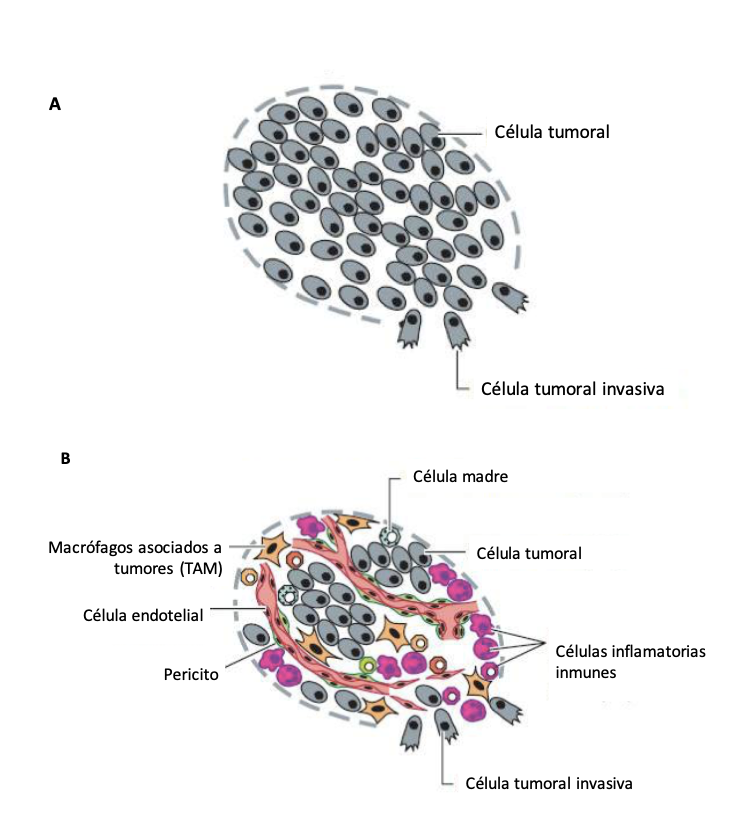 A
Célula tumoral
Célula tumoral invasiva
B
Célula madre
Macrófagos asociados a
tumores (TAM)
Célula tumoral
Célula endotelial
Células inflamatorias
inmunes
Pericito
Célula tumoral invasiva